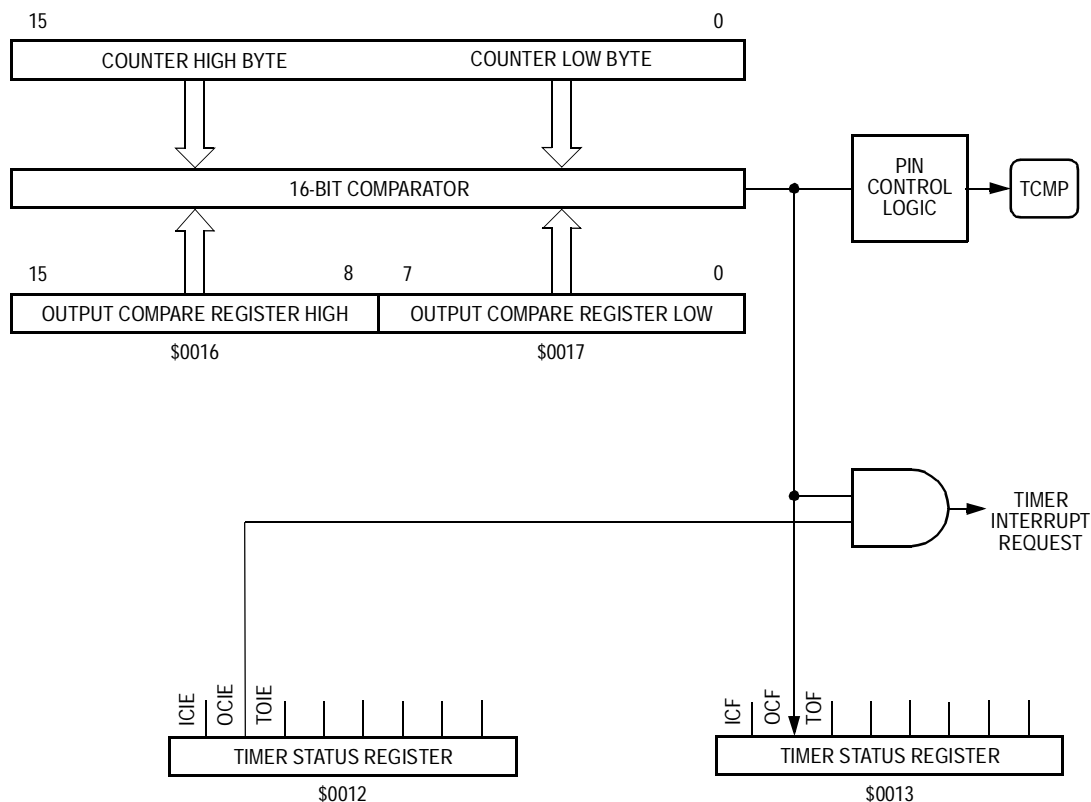 15 0
COUNTER HIGH BYTE COUNTER LOW BYTE
16-BIT COMPARATOR
PIN
CONTROL
LOGIC
TCMP
15 8 7 0
OUTPUT COMPARE REGISTER HIGH OUTPUT COMPARE REGISTER LOW
$0016 $0017
TIMER
INTERRUPT
REQUEST
ICIE
OCIE
TOIE
TIMER STATUS REGISTER
$0012
ICF
OCF
TOF
TIMER STATUS REGISTER
$0013